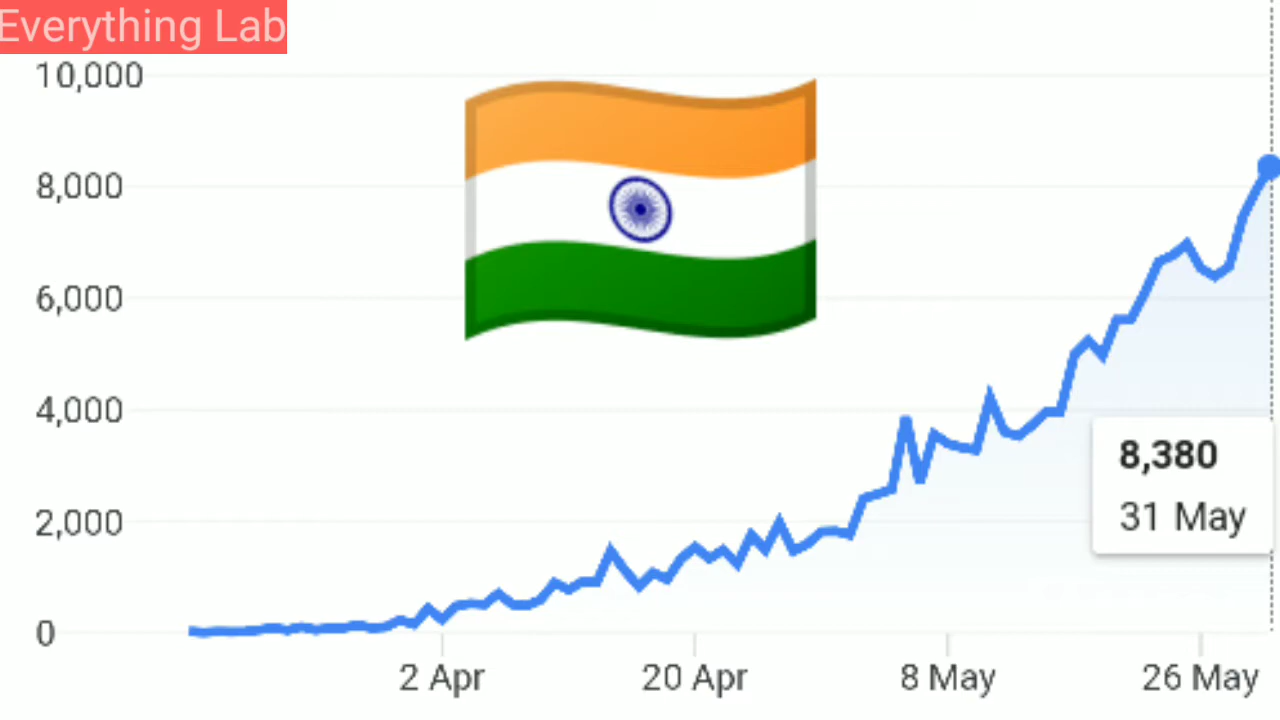 Everything Lab
10,000
8,000
6,000
4,000
2,000
0
8,380
31 May
2 Apr
20 Apr
8 May
26 May